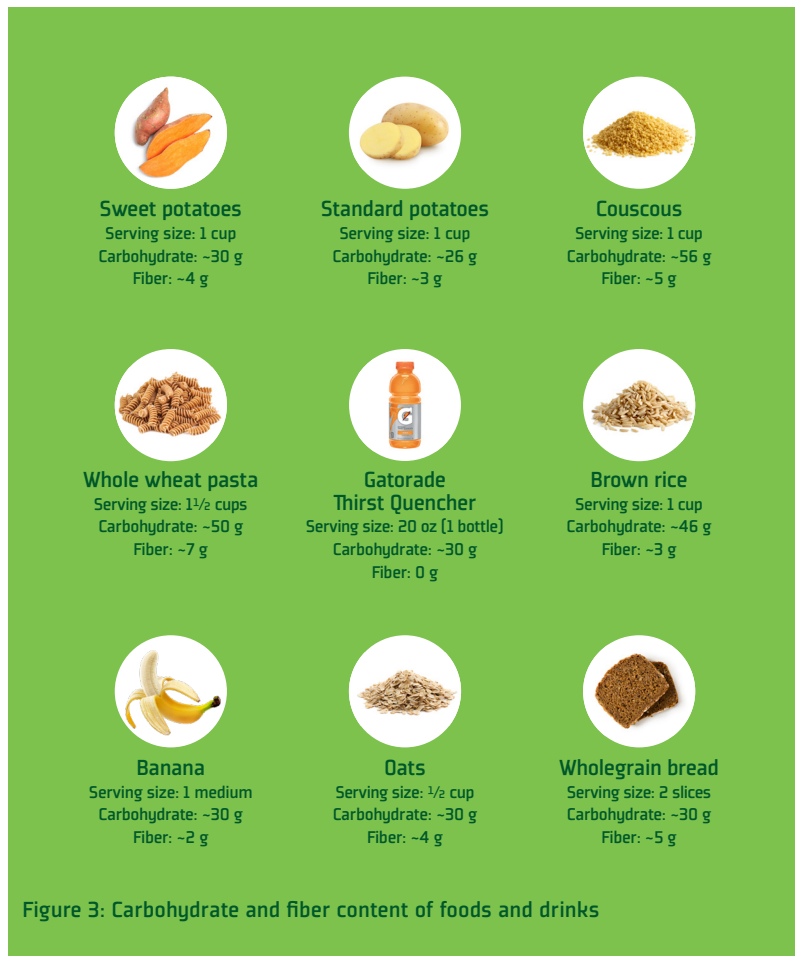 Sweet potatoes
Serving size: 1 cup
Carbohydrate: ~30 g
Fiber: ~4 g
Standard potatoes
Serving size: 1 cup
Carbohydrate: ~26 g
Fiber: ~3 g
Couscous
Serving size: 1 cup
Carbohydrate: ~56 g
Fiber: ~5 g
Whole wheat pasta
Serving size: 1½ cups
Carbohydrate: ~50 g
Fiber: ~7 g
G
Gatorade
Thirst Quencher
Serving size: 20 oz (1 bottle)
Carbohydrate: ~30 g
Fiber: 0 g
Brown rice
Serving size: 1 cup
Carbohydrate: ~46 g
Fiber: ~3 g
Banana
Serving size: 1 medium
Carbohydrate: ~30 g
Fiber: ~2 g
Oats
Serving size: ½ cup
Carbohydrate: ~30 g
Fiber: ~4 g
Wholegrain bread
Serving size: 2 slices
Carbohydrate: ~30 g
Fiber: ~5 g
Figure 3: Carbohydrate and fiber content of foods and drinks